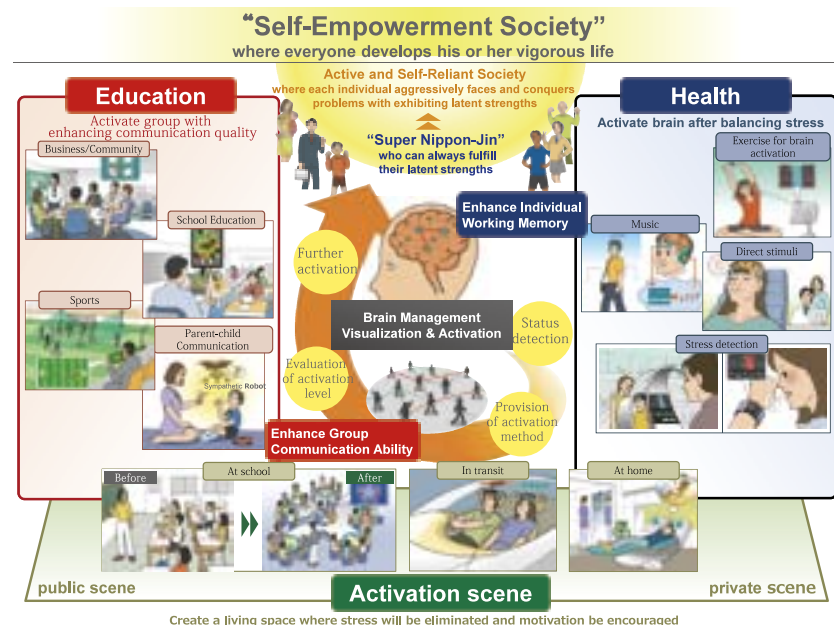 “Self-Empowerment Society”
where everyone develops his or her vigorous life
Active and Self-Reliant Society
where each individual aggressively faces and conquers
problems with exhibiting latent strengths
“Super Nippon-Jin”
who can always fulfill
their latent strengths
Education
Activate group with
enhancing communication quality
Business/Community
School Education
Sports
Parent-child
Communication
Sympathetic Robot
Health
Activate brain after balancing stress
Exercise for brain
activation
Music
Direct stimuli
Stress detection
Enhance Individual
Working Memory
Further
activation
Brain Management
Visualization & Activation
Status
detection
Evaluation
of activation
level
Provision
of activation
method
Enhance Group
Communication Ability
At school
Before
After
In transit
At home
public scene
Activation scene
private scene
Create a living space where stress will be eliminated and motivation be encouraged